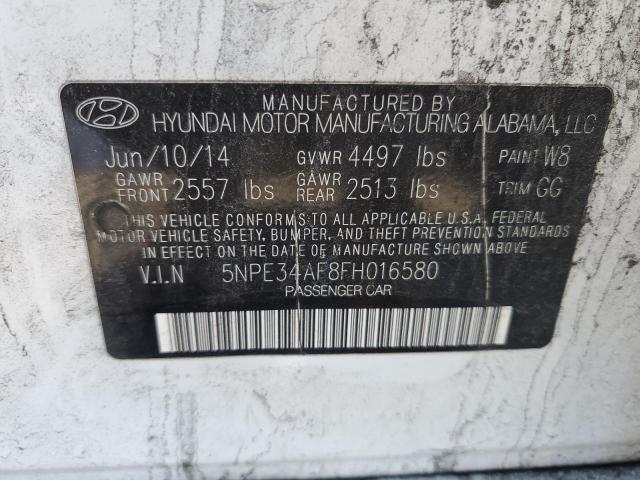 MANUFACTURED BY
HYUNDAI MOTOR MANUFACTURING ALABAMA, LLC
Jun/10/14 GVWR 4497 lbs PAINT W8
GAWR FRONT 2557 lbs GAWR REAR 2513 lbs TRIM GG
THIS VEHICLE CONFORMS TO ALL APPLICABLE U.S.A. FEDERAL
MOTOR VEHICLE SAFETY, BUMPER, AND THEFT PREVENTION STANDARDS
IN EFFECT ON THE DATE OF MANUFACTURE SHOWN ABOVE.
V.I.N 5NPE34AF8FH016580
PASSENGER CAR